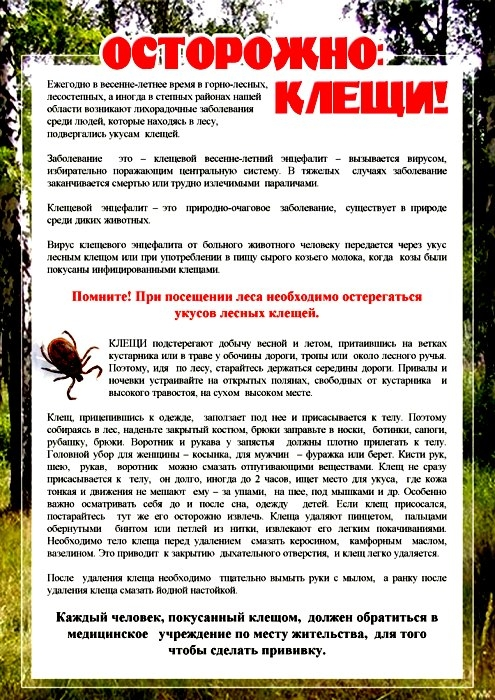 ОСТОРОЖНО:
КЛЕЩИ!
Ежегодно в весенне-летнее время в горно-лесных,
лесостепных, а иногда в степных районах нашей
области возникают лихорадочные заболевания
среди людей, которые находясь в лесу,
подвергались укусам клещей.
Заболевание это – клещевой весенне-летний энцефалит – вызывается вирусом,
избирательно поражающим центральную систему. В тяжелых случаях заболевание
заканчивается смертью или трудно излечимыми параличами.
Клещевой энцефалит – это природно-очаговое заболевание, существует в природе
среди диких животных.
Вирус клещевого энцефалита от больного животного человеку передается через укус
лесным клещом или при употреблении в пищу сырого козьего молока, когда козы были
покусаны инфицированными клещами.
Помните! При посещении леса необходимо остерегаться
укусов лесных клещей.
КЛЕЩИ подстерегают добычу весной и летом, притаившись на ветках
кустарника или в траве у обочины дороги, тропы или около лесного ручья.
Поэтому, идя по лесу, старайтесь держаться середины дороги. Привалы и
ночевки устраивайте на открытых полянах, свободных от кустарника и
высокого травостоя, на сухом высоком месте.
Клещ, прицепившись к одежде, заползает под нее и присасывается к телу. Поэтому
собираясь в лес, наденьте закрытый костюм, брюки заправьте в носки, ботинки, сапоги,
рубашку, брюки. Воротник и рукава у запястья должны плотно прилегать к телу.
Головной убор для женщины – косынка, для мужчин – фуражка или берет. Кисти рук,
шею, рукав, воротник можно смазать отпугивающими веществами. Клещ не сразу
присасывается к телу, он долго, иногда до 2 часов, ищет место для укуса, где кожа
тонкая и движения не мешают ему – за ушами, на шее, под мышками и др. Особенно
важно осматривать себя до и после сна, одежду детей. Если клещ присосался,
постарайтесь тут же его осторожно извлечь. Клеща удаляют пинцетом, пальцами
обернутыми бинтом или петлей из нитки, извлекают его легкими покачиваниями.
Необходимо тело клеща перед удалением смазать керосином, камфорным маслом,
вазелином. Это приводит к закрытию дыхательного отверстия, и клещ легко удаляется.
После удаления клеща необходимо тщательно вымыть руки с мылом, а ранку после
удаления клеща смазать йодной настойкой.
Каждый человек, покусанный клещом, должен обратиться в
медицинское учреждение по месту жительства, для того
чтобы сделать прививку.